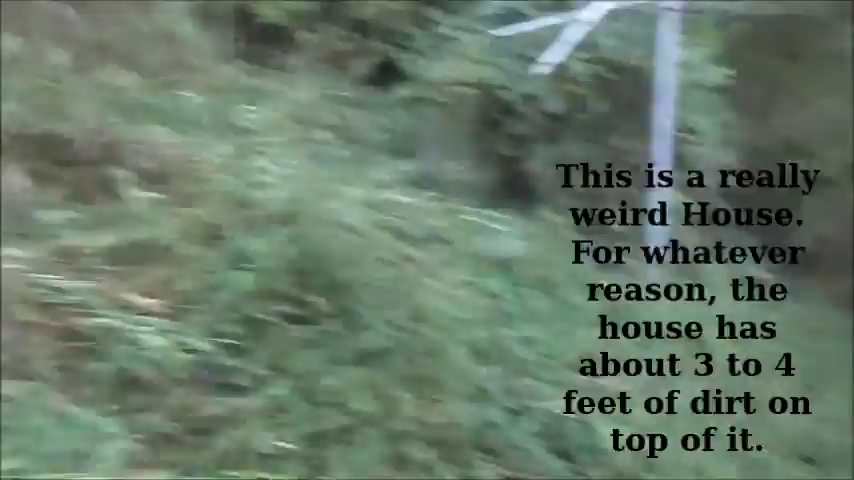 This is a really
weird House.
For whatever
reason, the
house has
about 3 to 4
feet of dirt on
top of it.